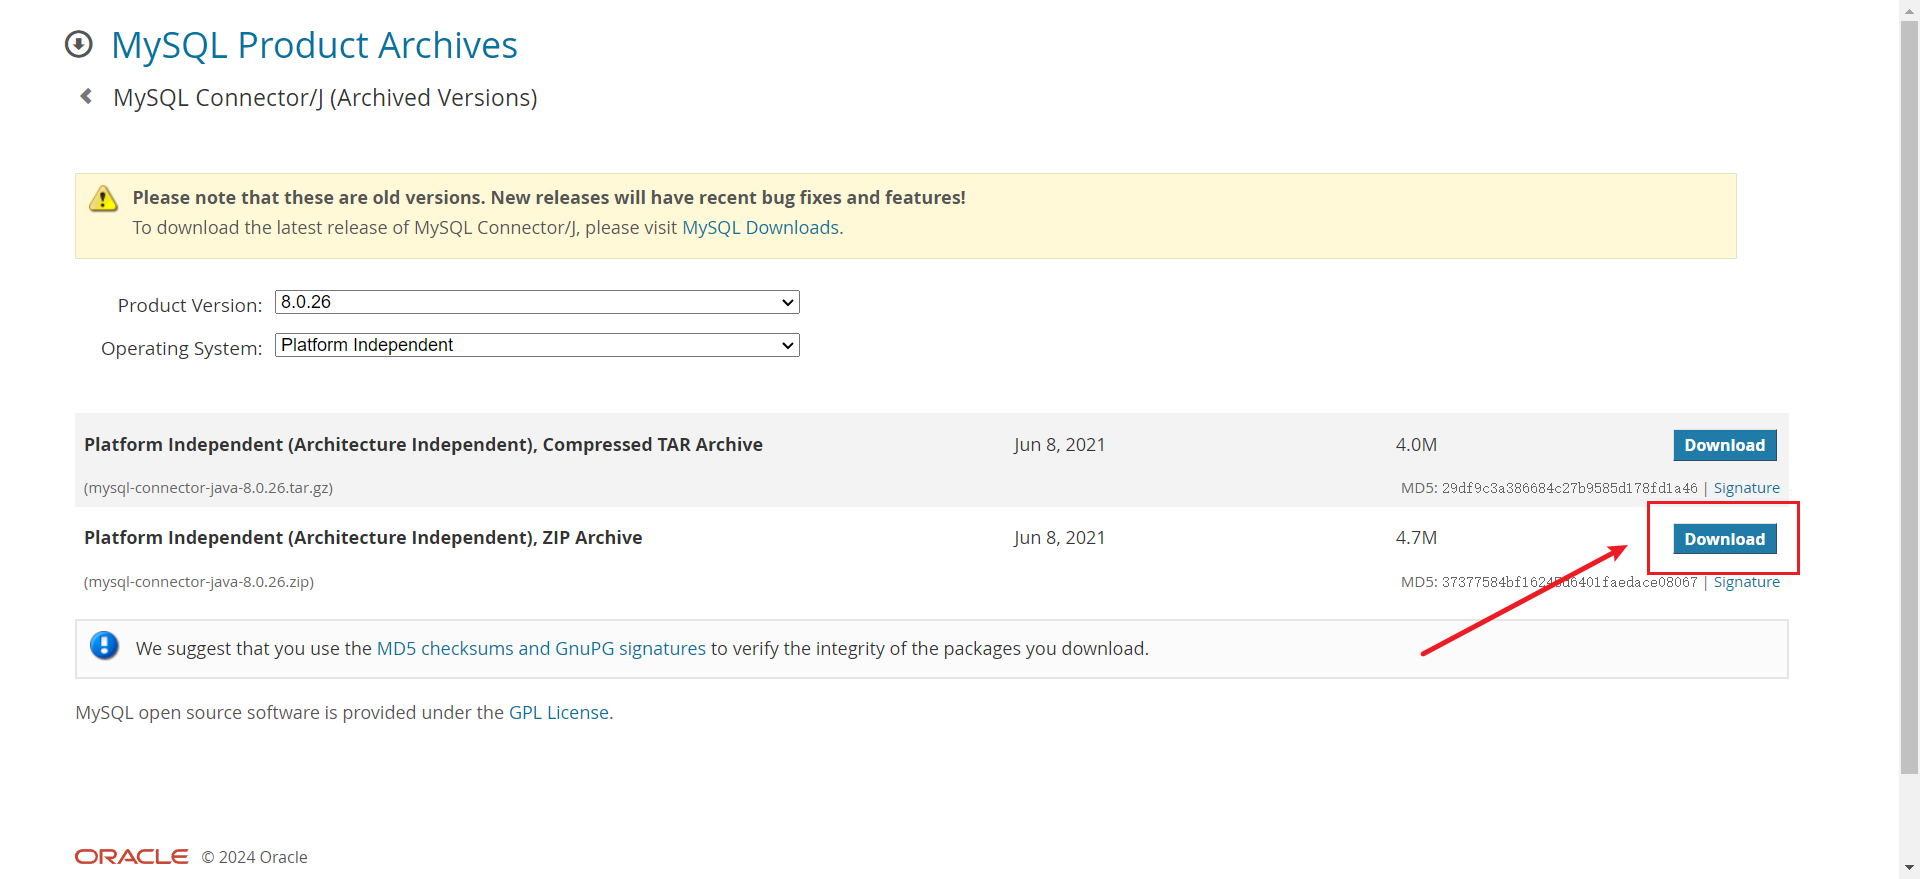 MySQL Product Archives
MySQL Connector/J (Archived Versions)
Please note that these are old versions. New releases will have recent bug fixes and features!
To download the latest release of MySQL Connector/J, please visit MySQL Downloads.
Product Version: 8.0.26
Operating System: Platform Independent
Platform Independent (Architecture Independent), Compressed TAR Archive Jun 8, 2021 4.0M Download
(mysql-connector-java-8.0.26.tar.gz) MD5: 29df9c3a386684c27b9585d178fd1a46 | Signature
Platform Independent (Architecture Independent), ZIP Archive Jun 8, 2021 4.7M Download
(mysql-connector-java-8.0.26.zip) MD5: | Signature
We suggest that you use the MD5 checksums and GnuPG signatures to verify the integrity of the packages you download.
MySQL open source software is provided under the GPL License.
ORACLE © 2024 Oracle